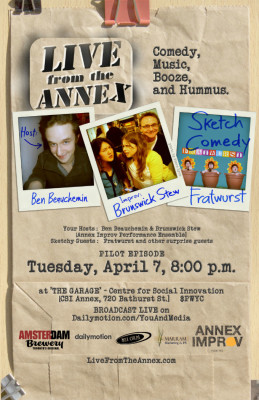 LIVE
from the
ANNEX
Comedy,
Music,
Booze,
and Hummus.
Host
Ben Beauchemin
Improv:
Brunswick Stew
Sketch
Comedy
FRATWURST
Fratwurst
Your Hosts: Ben Beauchemin & Brunswick Stew
(Annex Improv Performance Ensemble)
Sketchy Guests: Fratwurst and other surprise guests
PILOT EPISODE
Tuesday, April 7, 8:00 p.m.
at 'THE GARAGE' - Centre for Social Innovation
(CSI Annex, 720 Bathurst St.) $PWYC
BROADCAST LIVE on
Dailymotion.com/YouAndMedia
AMSTERDAM
Brewery
dailymotion
ANNEX
IMPROV
LiveFromTheAnnex.com